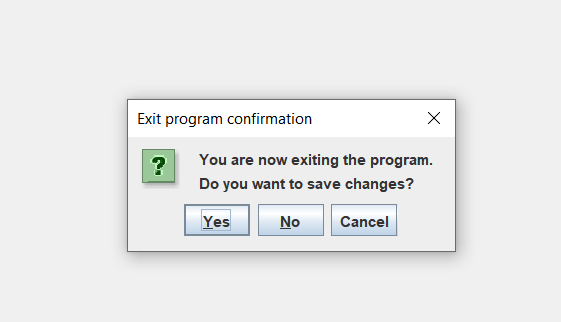 Exit program confirmation
?
You are now exiting the program.
Do you want to save changes?
Yes No Cancel